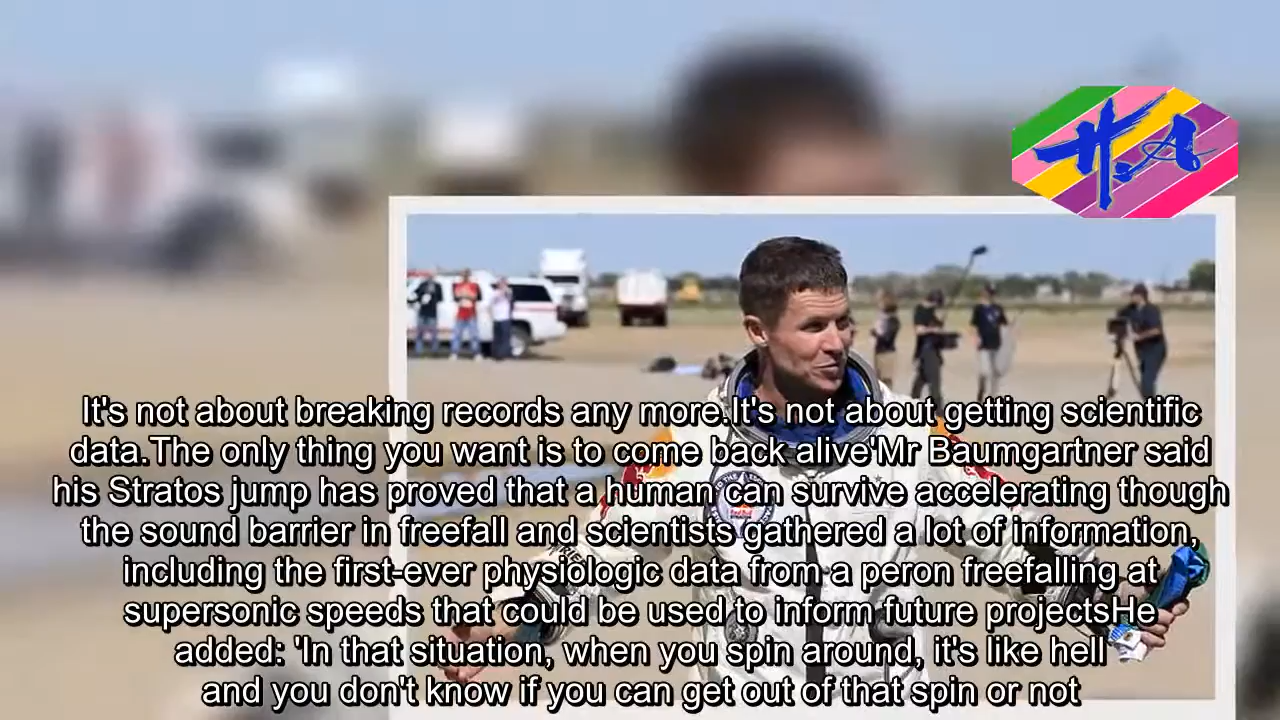 H.A
It's not about breaking records any more.It's not about getting scientific
data.The only thing you want is to come back alive'Mr Baumgartner said
his Stratos jump has proved that a human can survive accelerating though
the sound barrier in freefall and scientists gathered a lot of information,
including the first-ever physiologic data from a peron freefalling at
supersonic speeds that could be used to inform future projectsHe
added: 'In that situation, when you spin around, it's like hell
and you don't know if you can get out of that spin or not